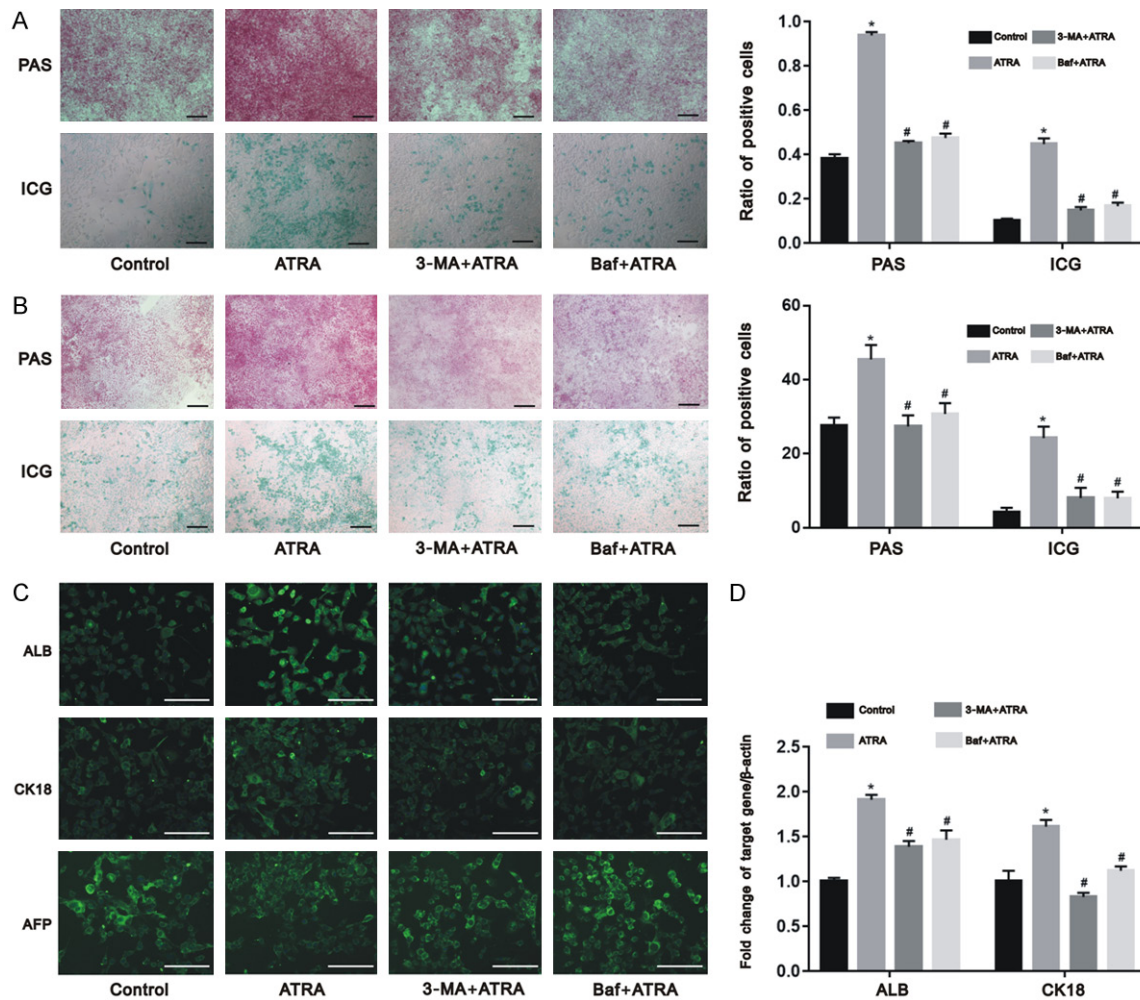 A
PAS
ICG
Control ATRA 3-MA+ATRA Baf+ATRA
Ratio of positive cells
1.0
0.8
0.6
0.4
0.2
0.0
Control 3-MA+ATRA
ATRA Baf+ATRA
* # # * # #
PAS ICG
B
PAS
ICG
Control ATRA 3-MA+ATRA Baf+ATRA
Ratio of positive cells
60
40
20
0
Control 3-MA+ATRA
ATRA Baf+ATRA
* # # * # #
PAS ICG
C
ALB
CK18
AFP
Control ATRA 3-MA+ATRA Baf+ATRA
D
Control 3-MA+ATRA
ATRA Baf+ATRA
Fold change of target gene/β-actin
2.5
2.0
1.5
1.0
0.5
0.0
* # # * # #
ALB CK18